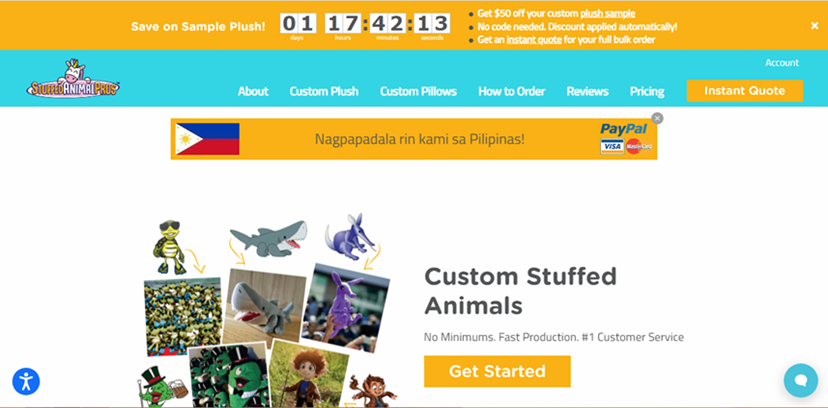 Save on Sample Plush!
01 17:42:13
days hours minutes seconds
Get $50 off your custom plush sample
No code needed. Discount applied automatically!
Get an instant quote for your full bulk order
Account
STUFFED ANIMAL PROS
About Custom Plush Custom Pillows How to Order Reviews Pricing Instant Quote
Nagpapadala rin kami sa Pilipinas!
PayPal
VISA MasterCard
Custom Stuffed
Animals
No Minimums. Fast Production. #1 Customer Service
Get Started